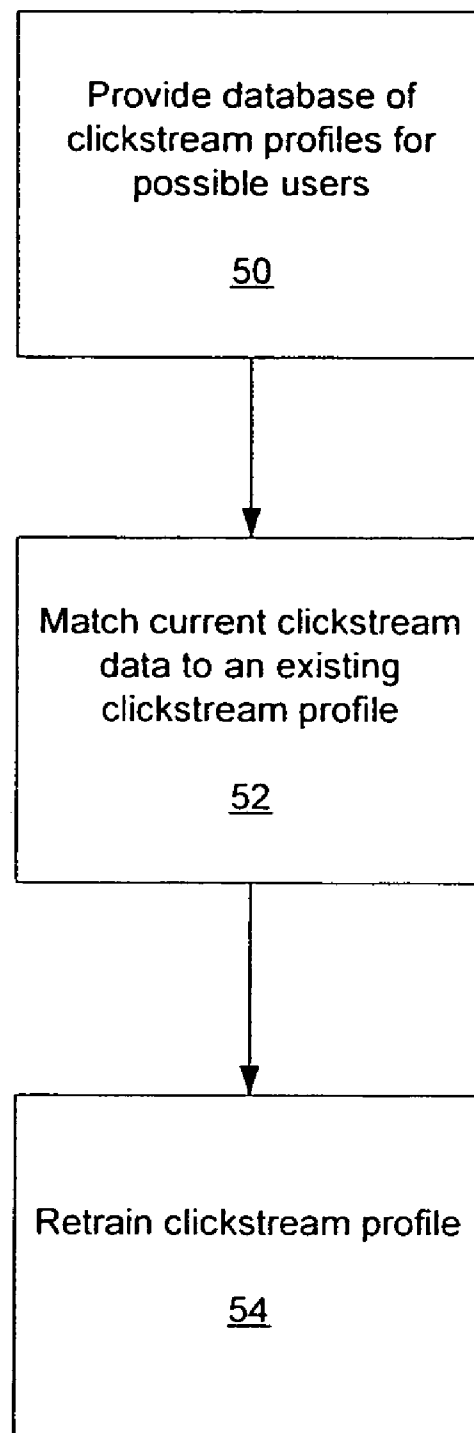 Provide database of
clickstream profiles for
possible users
50
Match current clickstream
data to an existing
clickstream profile
52
Retrain clickstream profile
54